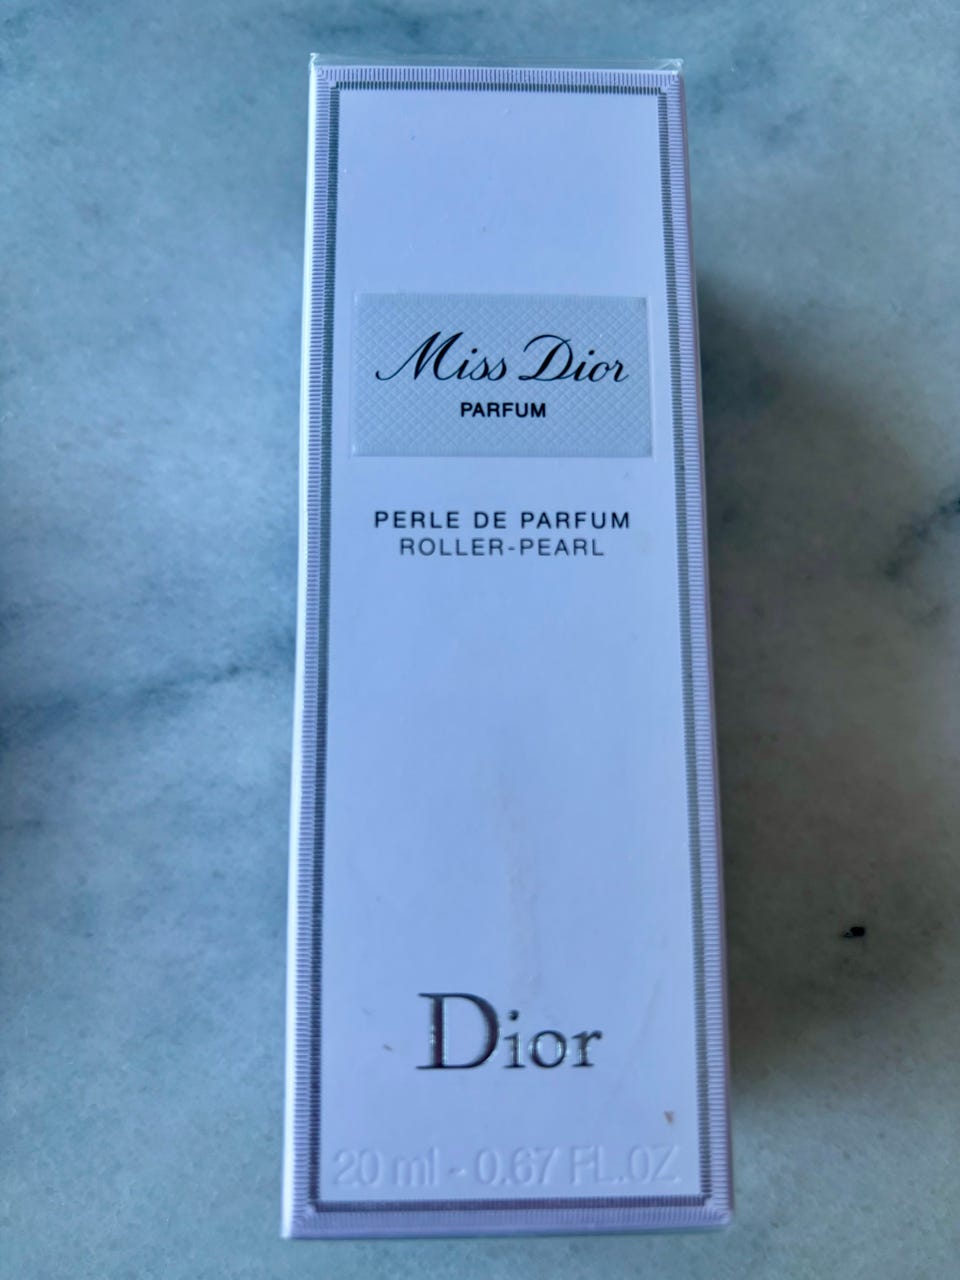 Miss Dior
PARFUM
PERLE DE PARFUM
ROLLER-PEARL
Dior
20 ml - 0.67 FL.OZ